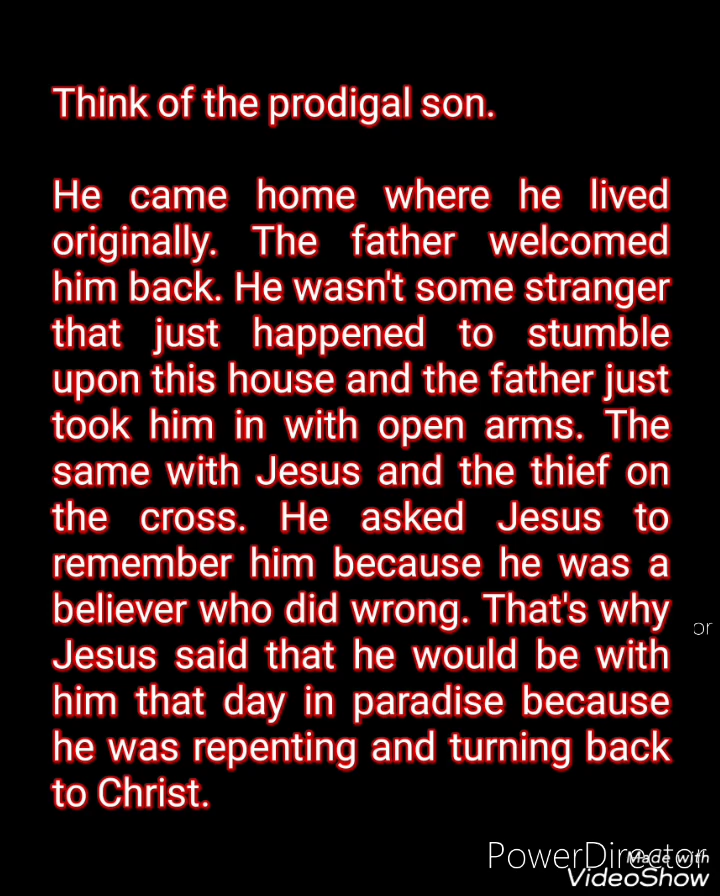 Think of the prodigal son.
He came home where he lived
originally. The father welcomed
him back. He wasn't some stranger
that just happened to stumble
upon this house and the father just
took him in with open arms. The
same with Jesus and the thief on
the cross. He asked Jesus to
remember him because he was a
believer who did wrong. That's why
Jesus said that he would be with
him that day in paradise because
he was repenting and turning back
to Christ.
or
PowerDirector
Made with
VideoShow